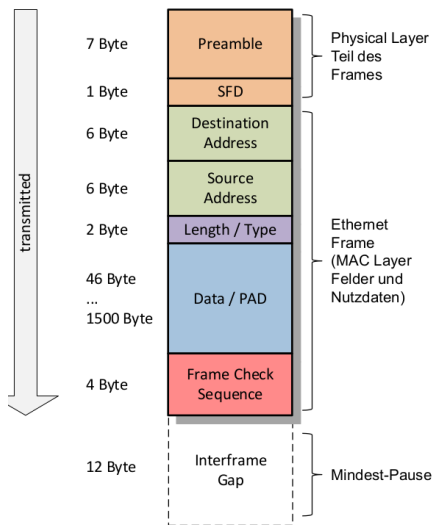 transmitted
7 Byte
Preamble
Physical Layer
Teil des
Frames
1 Byte
SFD
6 Byte
Destination
Address
6 Byte
Source
Address
2 Byte
Length / Type
Ethernet
Frame
(MAC Layer
Felder und
Nutzdaten)
46 Byte
...
1500 Byte
Data / PAD
4 Byte
Frame Check
Sequence
12 Byte
Interframe
Gap
Mindest-Pause